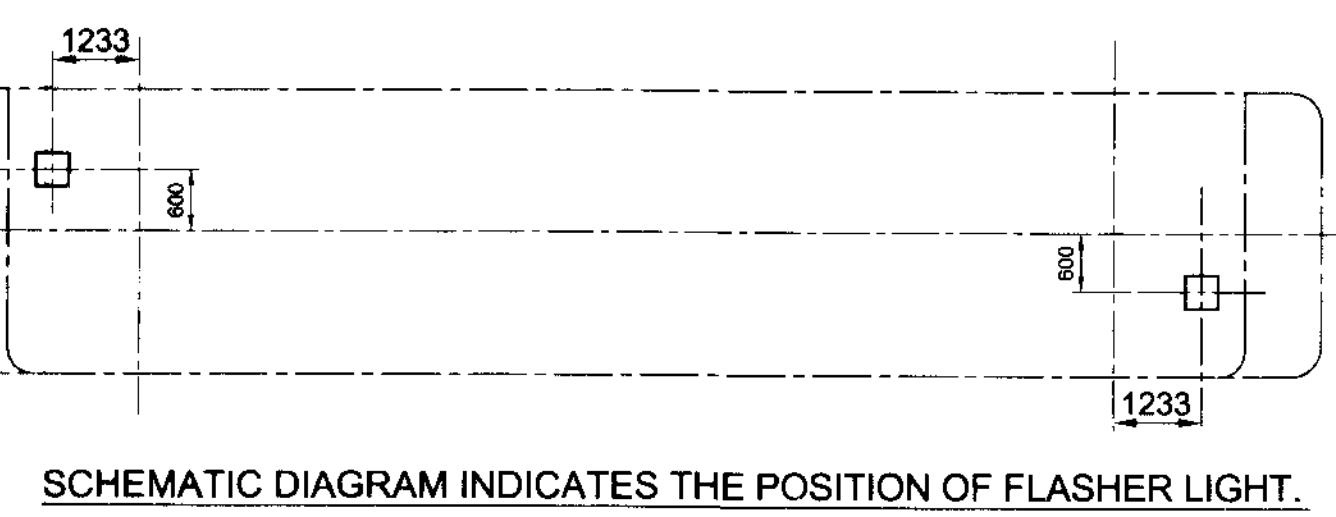 1233
600
600
1233
SCHEMATIC DIAGRAM INDICATES THE POSITION OF FLASHER LIGHT.